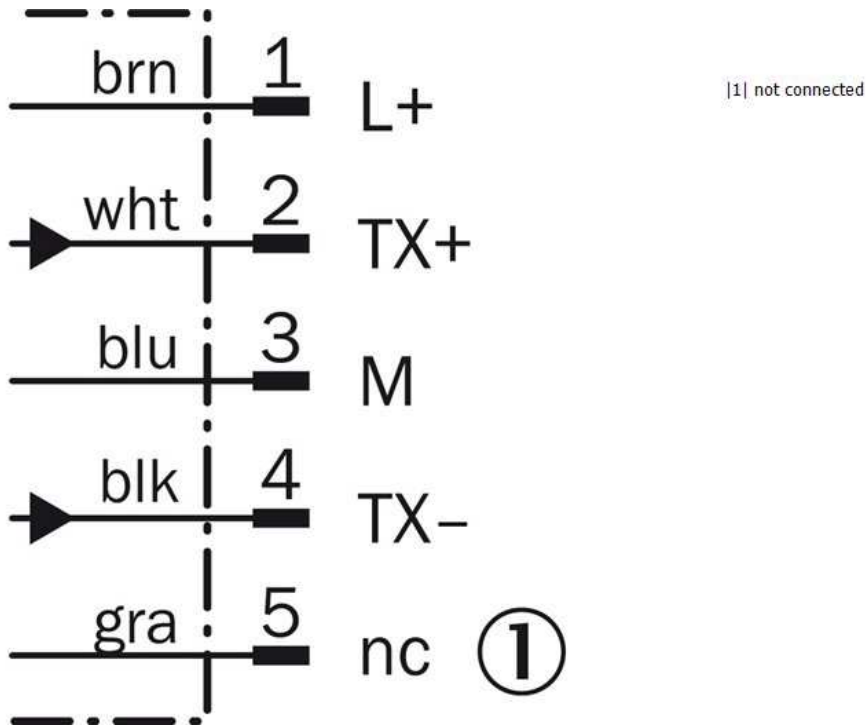 brn 1 L+
|1| not connected
wht 2 TX+
blu 3 M
blk 4 TX–
gra 5 nc ①